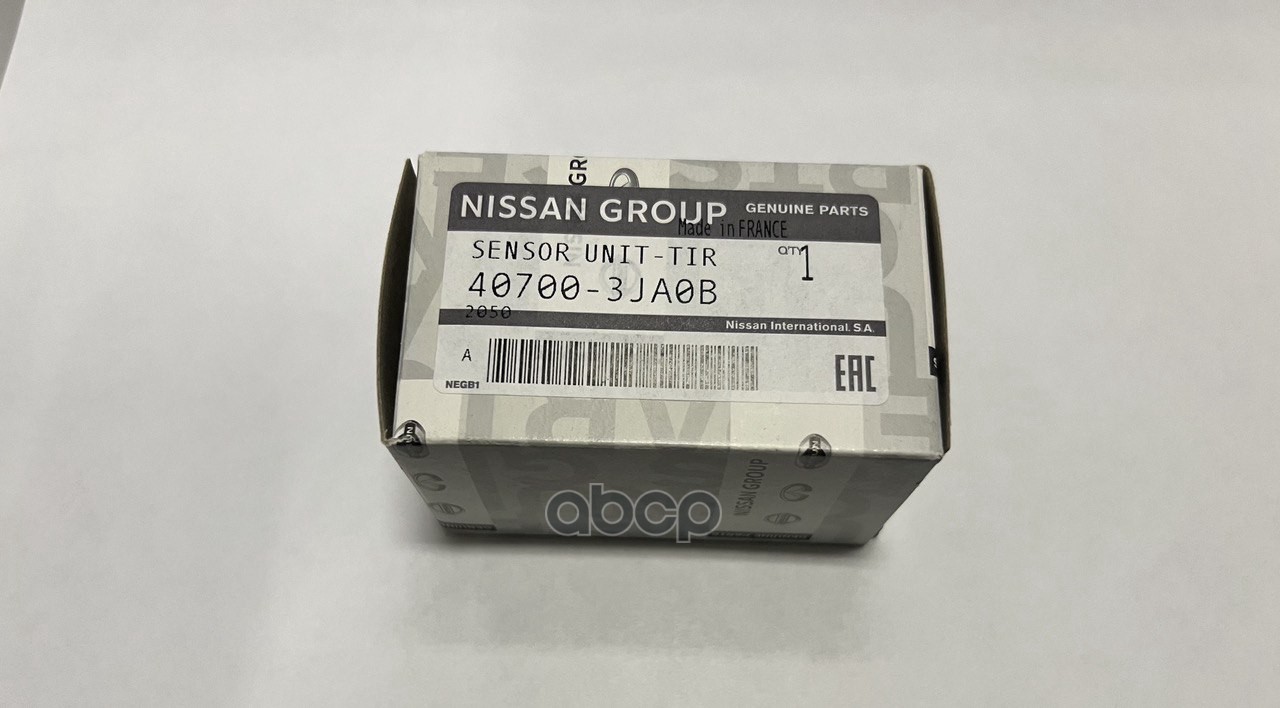 NISSAN GROUP GENUINE PARTS
Made in FRANCE
SENSOR UNIT-TIR QTY 1
40700-3JA0B
2050
Nissan International. S.A.
A
EAC
NEGB1
NISSAN GROUP
abcp